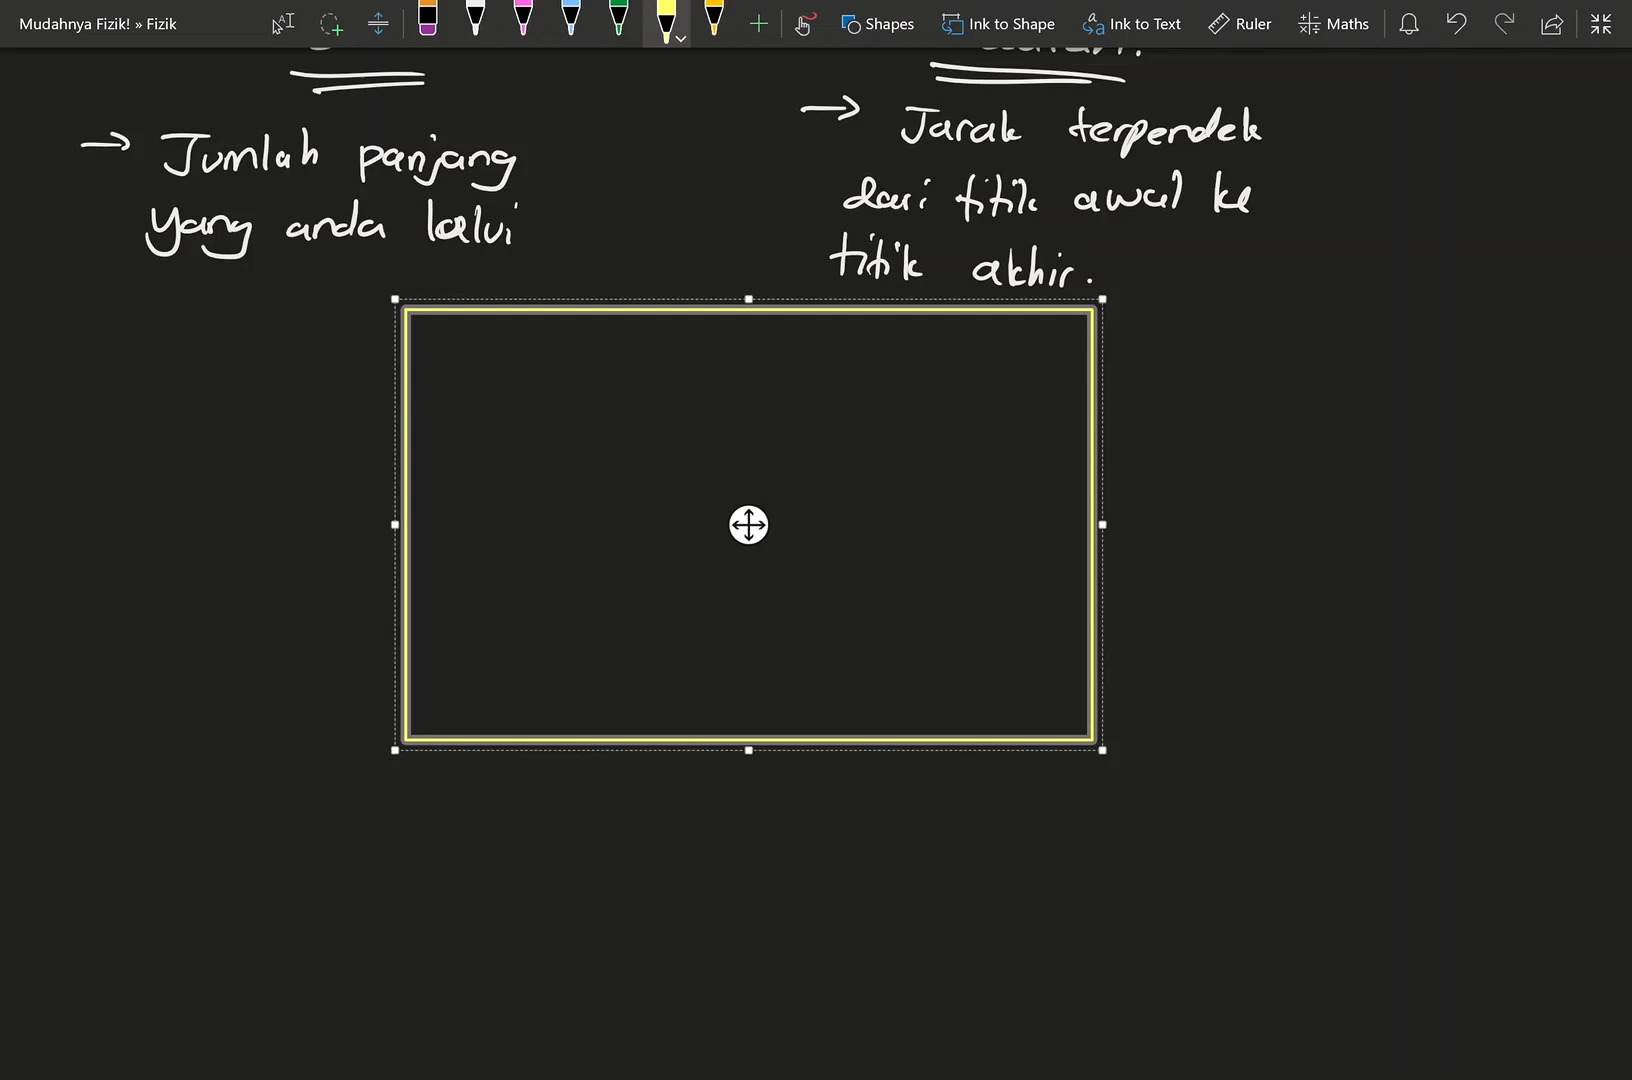 Mudahnya Fizik! » Fizik
Shapes
Ink to Shape
Ink to Text
Ruler
Maths
→ Jumlah panjang
yang anda lalui
→ Jarak terpendek
dari titik awal ke
titik akhir.